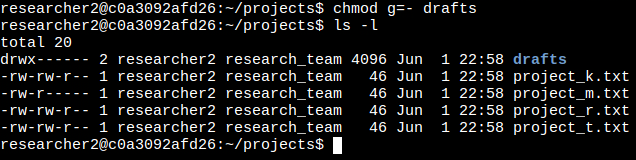 researcher2@c0a3092afd26:~/projects$ chmod g=- drafts
researcher2@c0a3092afd26:~/projects$ ls -l
total 20
drwx------ 2 researcher2 research_team 4096 Jun  1 22:58 drafts
-rw-rw-r-- 1 researcher2 research_team   46 Jun  1 22:58 project_k.txt
-rw-r----- 1 researcher2 research_team   46 Jun  1 22:58 project_m.txt
-rw-rw-r-- 1 researcher2 research_team   46 Jun  1 22:58 project_r.txt
-rw-rw-r-- 1 researcher2 research_team   46 Jun  1 22:58 project_t.txt
researcher2@c0a3092afd26:~/projects$